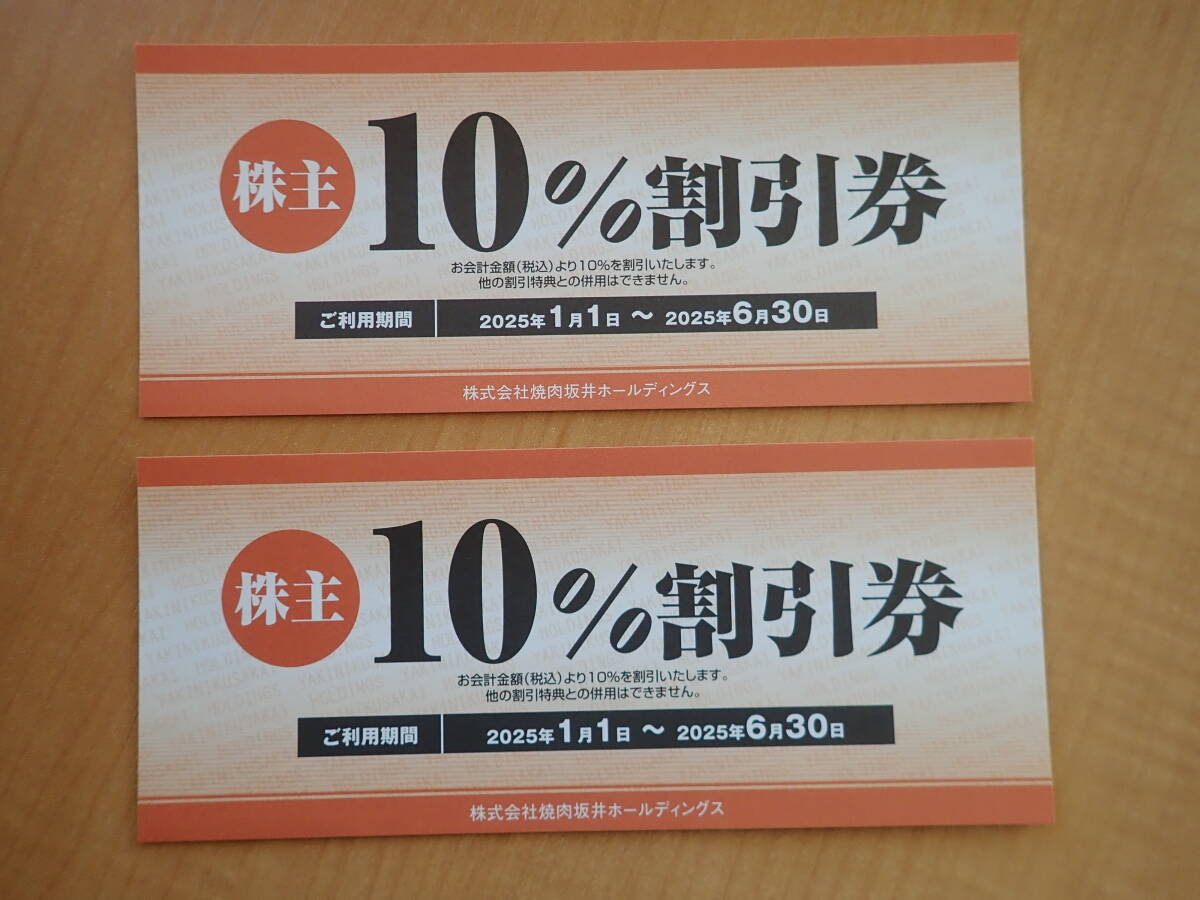 株主 10%割引券
お会計金額(税込)より10%を割引いたします。
他の割引特典との併用はできません。
ご利用期間 2025年1月1日 ～ 2025年6月30日
株式会社焼肉坂井ホールディングス
株主 10%割引券
お会計金額(税込)より10%を割引いたします。
他の割引特典との併用はできません。
ご利用期間 2025年1月1日 ～ 2025年6月30日
株式会社焼肉坂井ホールディングス